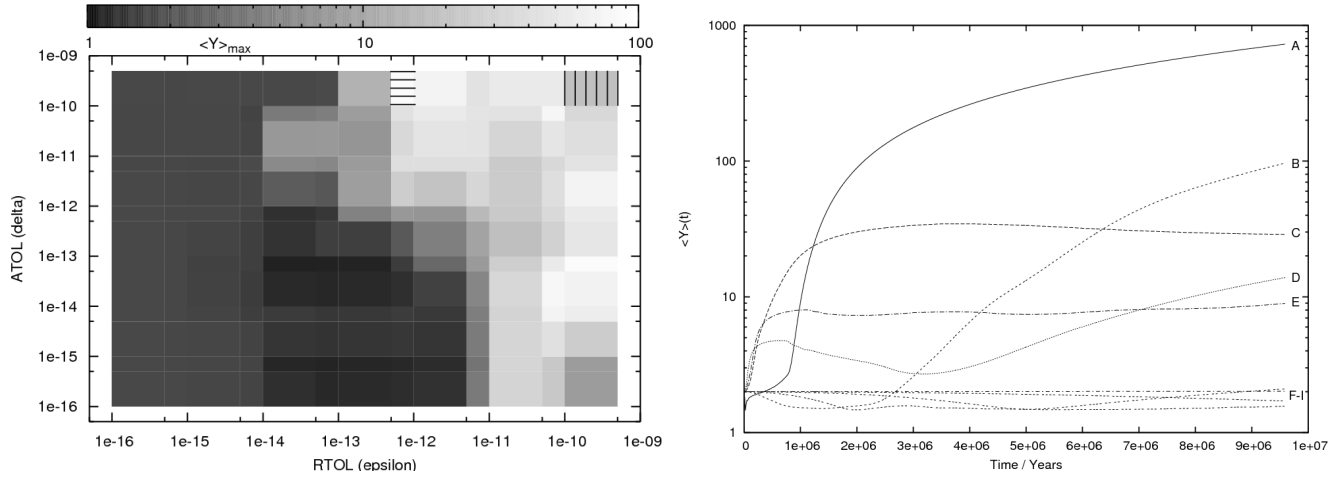 1
<Y>max
10
100
1e-09
1e-10
1e-11
1e-12
1e-13
1e-14
1e-15
1e-16
ATOL (delta)
1e-16
1e-15
1e-14
1e-13
1e-12
1e-11
1e-10
1e-09
RTOL (epsilon)
1000
100
10
1
<Y>(t)
A
B
C
D
E
F-I
0
1e+06
2e+06
3e+06
4e+06
5e+06
6e+06
7e+06
8e+06
9e+06
1e+07
Time / Years